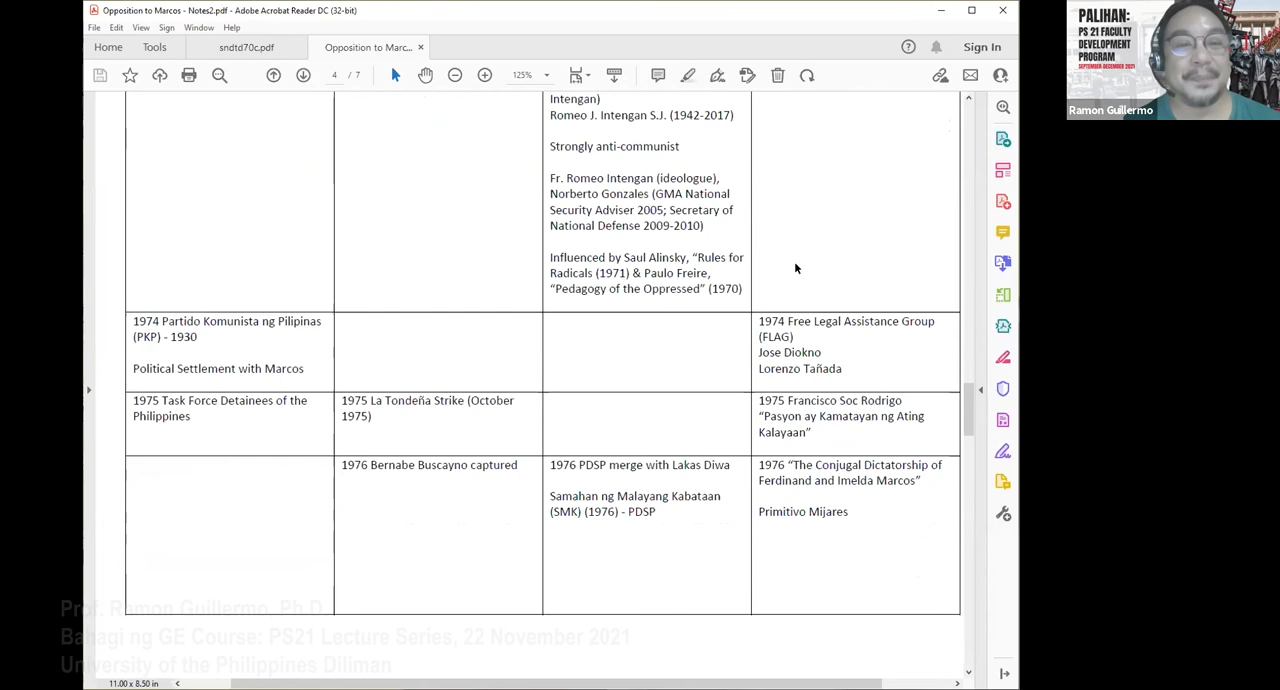 Opposition to Marcos - Notes2.pdf - Adobe Acrobat Reader DC (32-bit)
File Edit View Sign Window Help
Home Tools sndtd70c.pdf Opposition to Marc... × Sign In
4 / 7 125%
Intengan)
Romeo J. Intengan S.J. (1942-2017)
Strongly anti-communist
Fr. Romeo Intengan (ideologue),
Norberto Gonzales (GMA National
Security Adviser 2005; Secretary of
National Defense 2009-2010)
Influenced by Saul Alinsky, “Rules for
Radicals (1971) & Paulo Freire,
“Pedagogy of the Oppressed” (1970)
1974 Partido Komunista ng Pilipinas
(PKP) - 1930
Political Settlement with Marcos
1974 Free Legal Assistance Group
(FLAG)
Jose Diokno
Lorenzo Tañada
1975 Task Force Detainees of the
Philippines
1975 La Tondeña Strike (October
1975)
1975 Francisco Soc Rodrigo
“Pasyon ay Kamatayan ng Ating
Kalayaan”
1976 Bernabe Buscayno captured
1976 PDSP merge with Lakas Diwa
Samahan ng Malayang Kabataan
(SMK) (1976) - PDSP
1976 “The Conjugal Dictatorship of
Ferdinand and Imelda Marcos”
Primitivo Mijares
11.00 x 8.50 in
PALIHAN:
PS 21 FACULTY
DEVELOPMENT
PROGRAM
SEPTEMBER-DECEMBER 2021
Ramon Guillermo
Prof. Ramon Guillermo, Ph.D.
Bahagi ng GE Course: PS21 Lecture Series, 22 November 2021
University of the Philippines Diliman